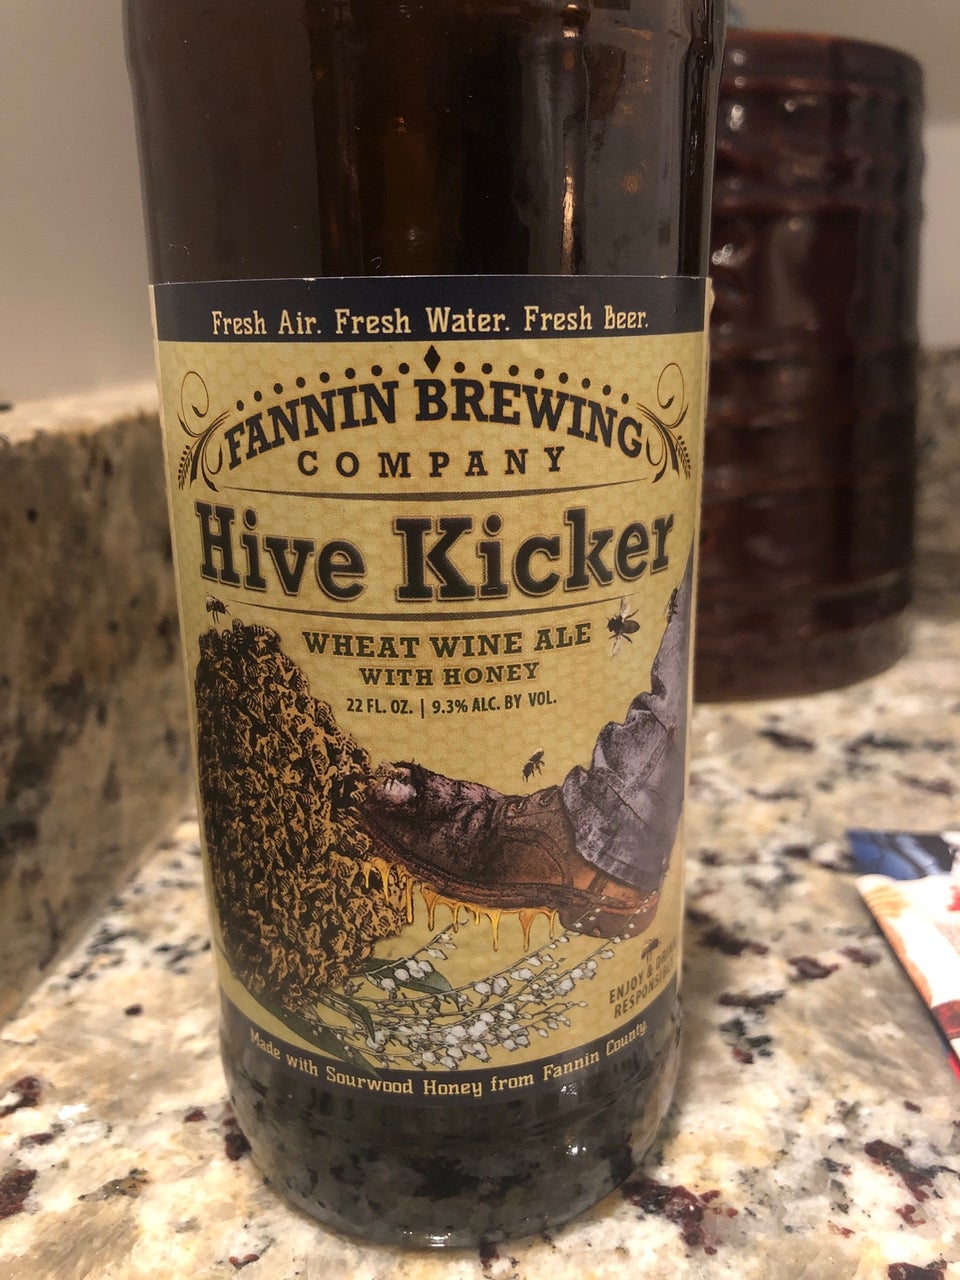 Fresh Air. Fresh Water. Fresh Beer.
FANNIN BREWING
COMPANY
Hive Kicker
WHEAT WINE ALE
WITH HONEY
22 FL. OZ. | 9.3% ALC. BY VOL.
ENJOY &
Made with Sourwood Honey from Fannin County.